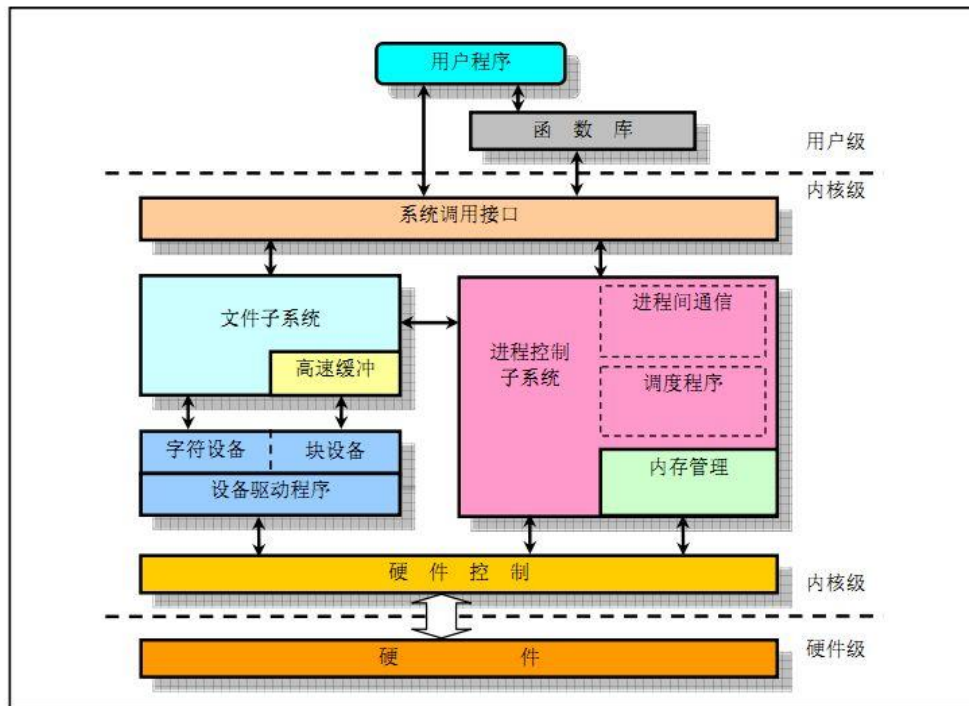 用户程序
函 数 库
用户级
内核级
系统调用接口
文件子系统
高速缓冲
进程控制
子系统
进程间通信
调度程序
内存管理
字符设备
块设备
设备驱动程序
硬 件 控 制
内核级
硬件级
硬 件